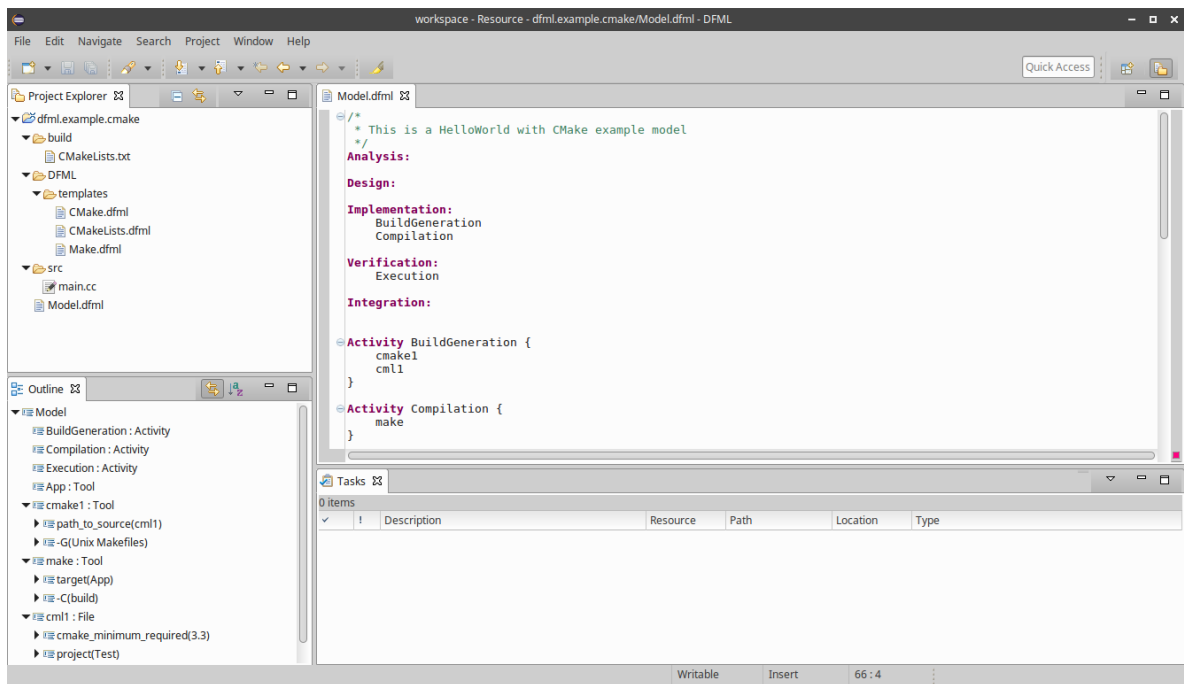 workspace - Resource - dfml.example.cmake/Model.dfml - DFML
File Edit Navigate Search Project Window Help
Quick Access
Project Explorer
dfml.example.cmake
build
CMakeLists.txt
DFML
templates
CMake.dfml
CMakeLists.dfml
Make.dfml
src
main.cc
Model.dfml
Outline
Model
BuildGeneration : Activity
Compilation : Activity
Execution : Activity
App : Tool
cmake1 : Tool
path_to_source(cml1)
-G(Unix Makefiles)
make : Tool
target(App)
-C(build)
cml1 : File
cmake_minimum_required(3.3)
project(Test)
Model.dfml
/*
* This is a HelloWorld with CMake example model
*/
Analysis:
Design:
Implementation:
BuildGeneration
Compilation
Verification:
Execution
Integration:
Activity BuildGeneration {
cmake1
cml1
}
Activity Compilation {
make
}
Tasks
0 items
! Description Resource Path Location Type
Writable Insert 66 : 4